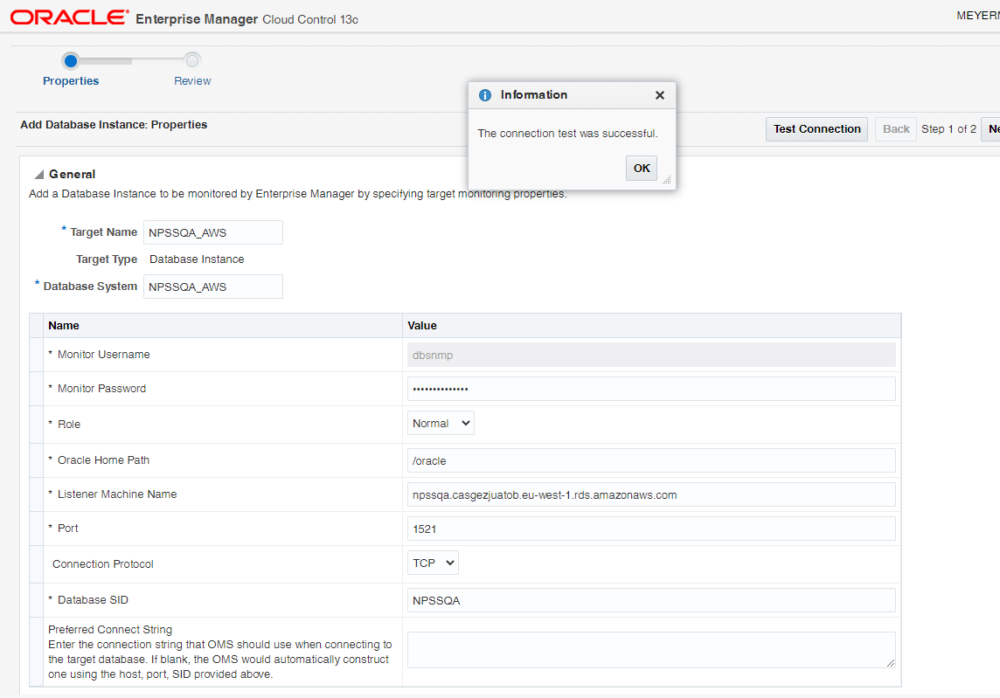 ORACLE Enterprise Manager Cloud Control 13c
MEYER
Properties
Review
Information
The connection test was successful.
OK
Add Database Instance: Properties
Test Connection
Back
Step 1 of 2
Ne
General
Add a Database Instance to be monitored by Enterprise Manager by specifying target monitoring properties.
* Target Name NPSSQA_AWS
Target Type Database Instance
* Database System NPSSQA_AWS
Name Value
* Monitor Username dbsnmp
* Monitor Password ••••••••••••••
* Role Normal
* Oracle Home Path /oracle
* Listener Machine Name npssqa.casgezjuatob.eu-west-1.rds.amazonaws.com
* Port 1521
Connection Protocol TCP
* Database SID NPSSQA
Preferred Connect String
Enter the connection string that OMS should use when connecting to
the target database. If blank, the OMS would automatically construct
one using the host, port, SID provided above.